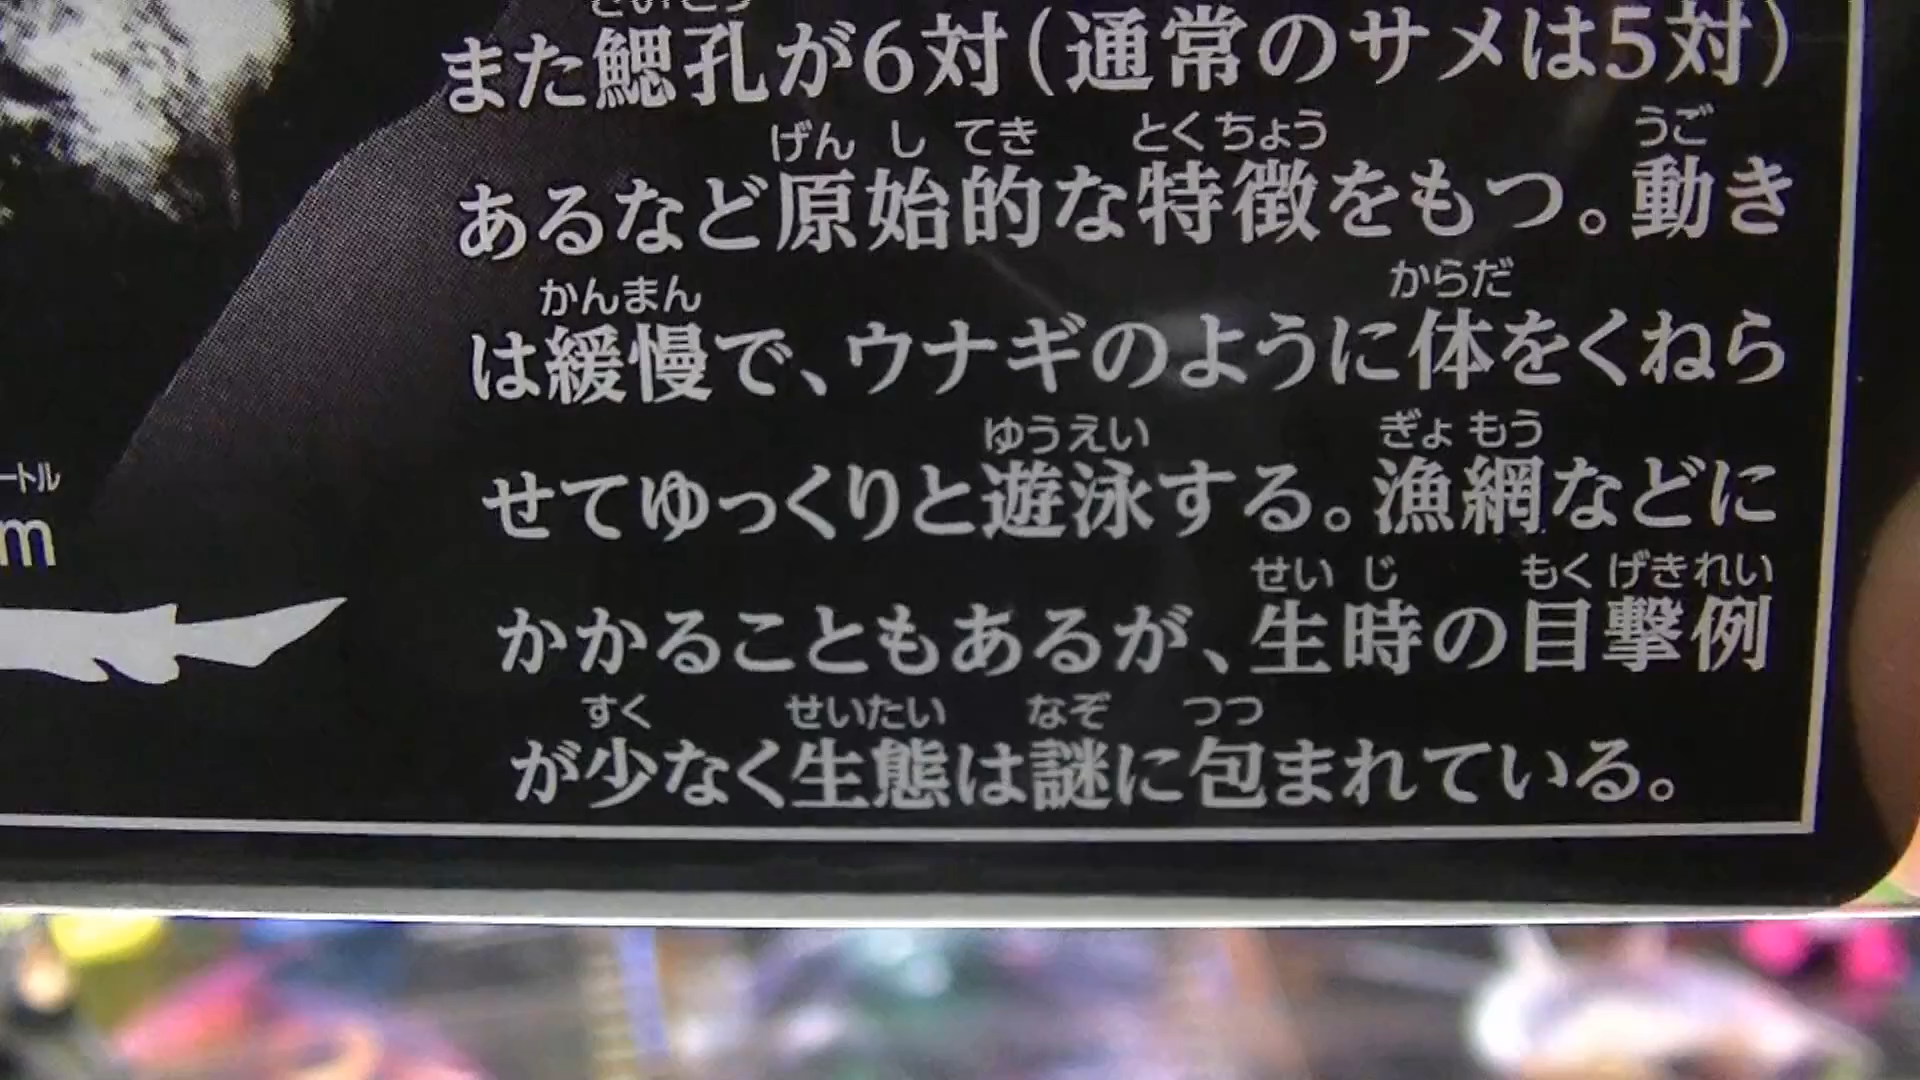 さいこう
また鰓孔が6対(通常のサメは5対)
げんしてき とくちょう うご
あるなど原始的な特徴をもつ。動き
かんまん からだ
は緩慢で、ウナギのように体をくねら
ゆうえい ぎょもう
せてゆっくりと遊泳する。漁網などに
せいじ もくげきれい
かかることもあるが、生時の目撃例
すく せいたい なぞ つつ
が少なく生態は謎に包まれている。
ートル
m